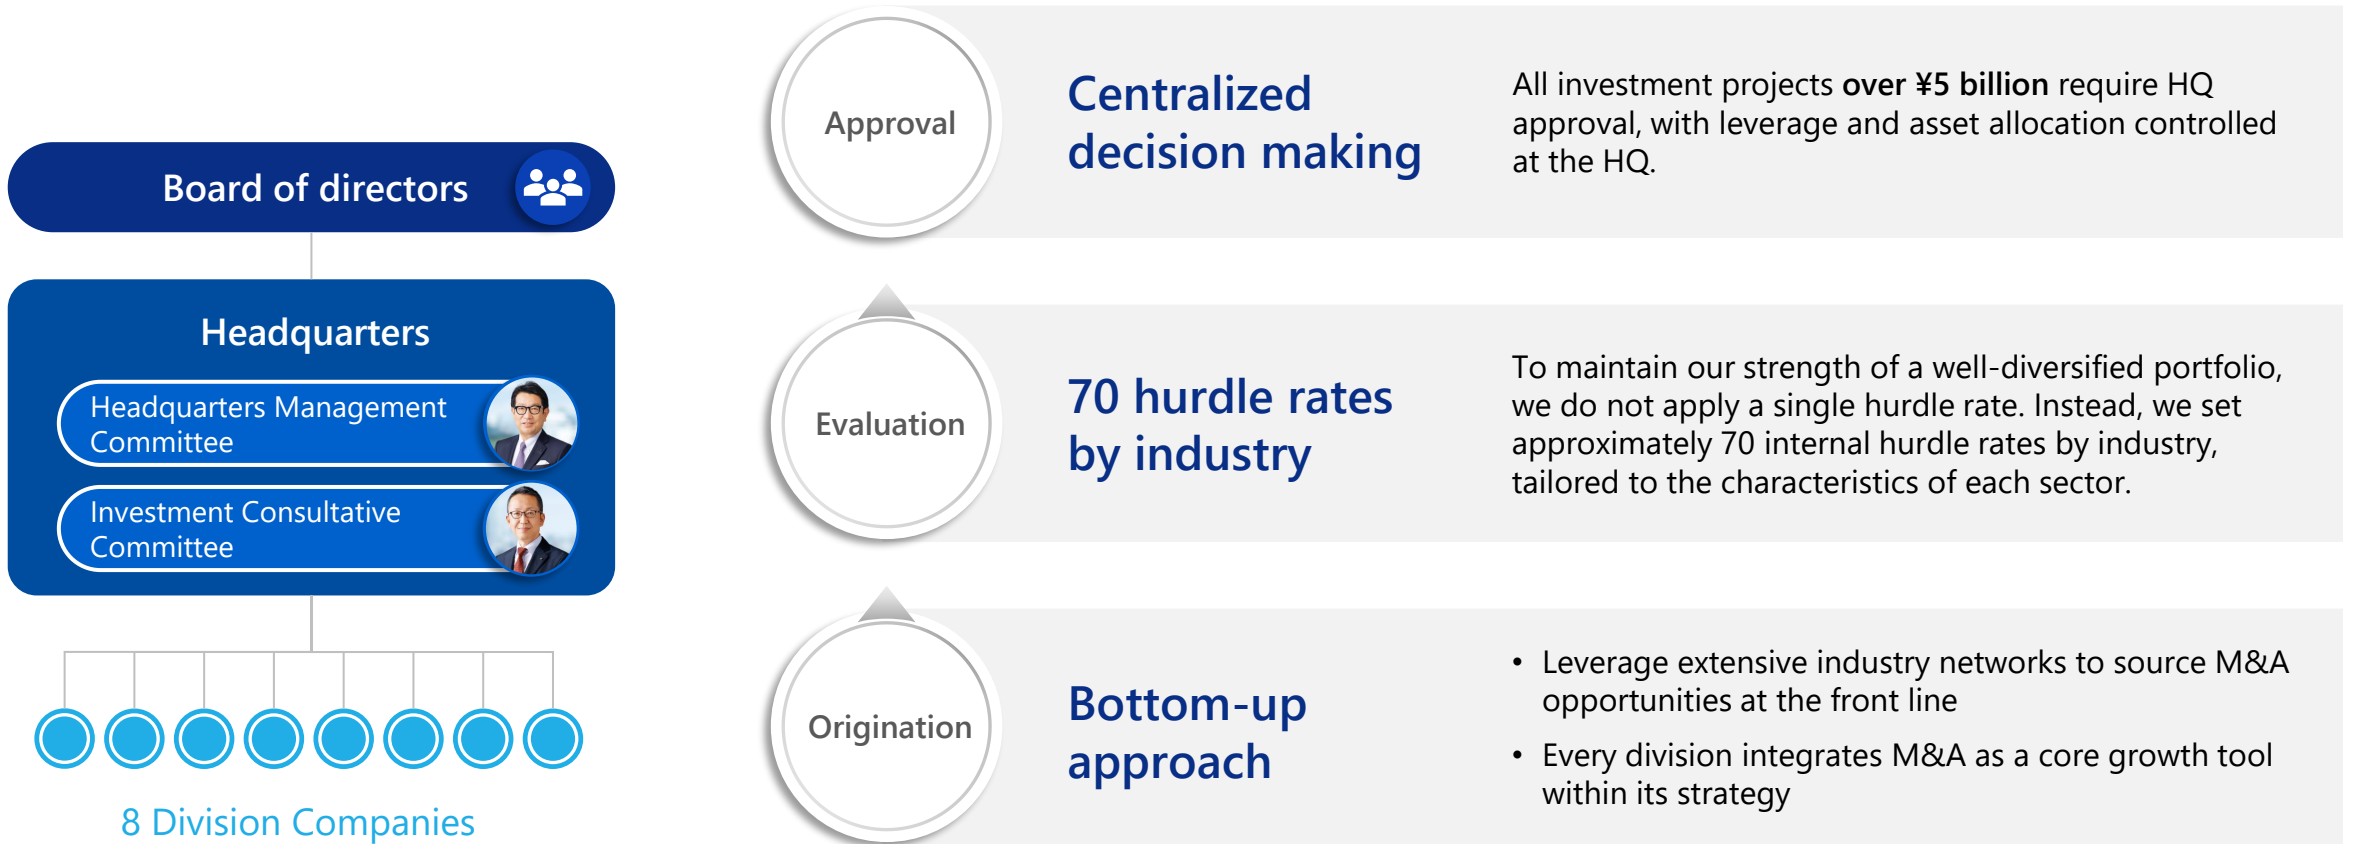 Board of directors
Headquarters
Headquarters Management
Committee
Investment Consultative
Committee
8 Division Companies
Approval
Centralized
decision making
All investment projects over ¥5 billion require HQ
approval, with leverage and asset allocation controlled
at the HQ.
Evaluation
70 hurdle rates
by industry
To maintain our strength of a well-diversified portfolio,
we do not apply a single hurdle rate. Instead, we set
approximately 70 internal hurdle rates by industry,
tailored to the characteristics of each sector.
Origination
Bottom-up
approach
• Leverage extensive industry networks to source M&A
opportunities at the front line
• Every division integrates M&A as a core growth tool
within its strategy